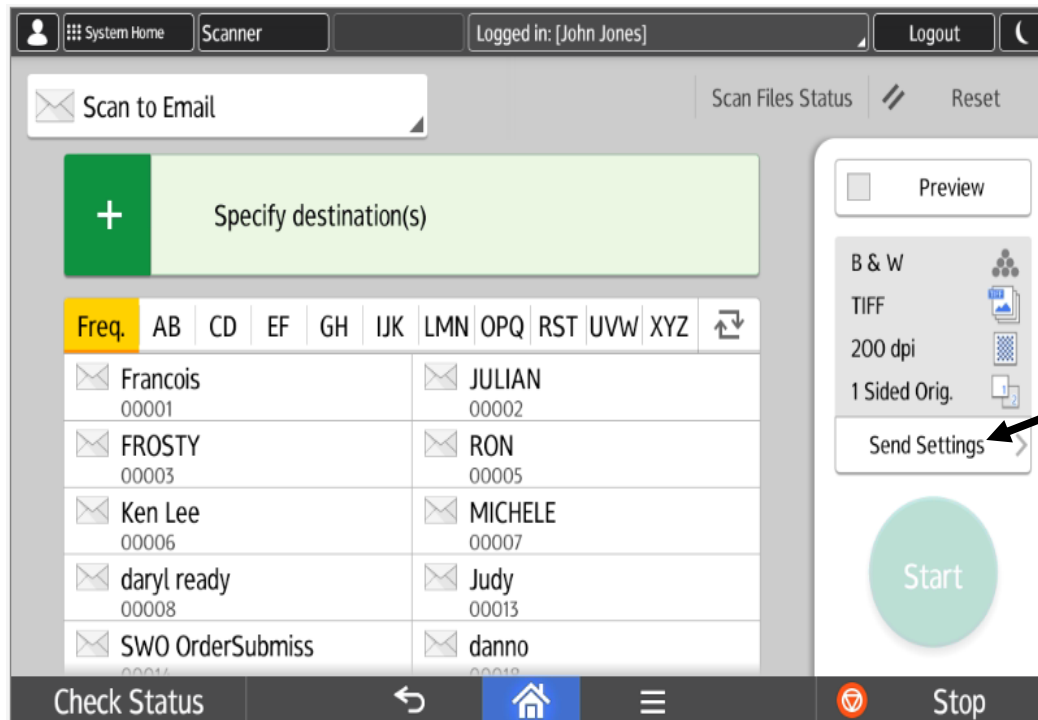 System Home Scanner Logged in: [John Jones] Logout
Scan to Email Scan Files Status Reset
+ Specify destination(s)
Preview
B & W
TIFF
200 dpi
1 Sided Orig.
Send Settings
Start
Freq. AB CD EF GH IJK LMN OPQ RST UVW XYZ
Francois JULIAN
00001 00002
FROSTY RON
00003 00005
Ken Lee MICHELE
00006 00007
daryl ready Judy
00008 00013
SWO OrderSubmiss danno
Check Status Stop